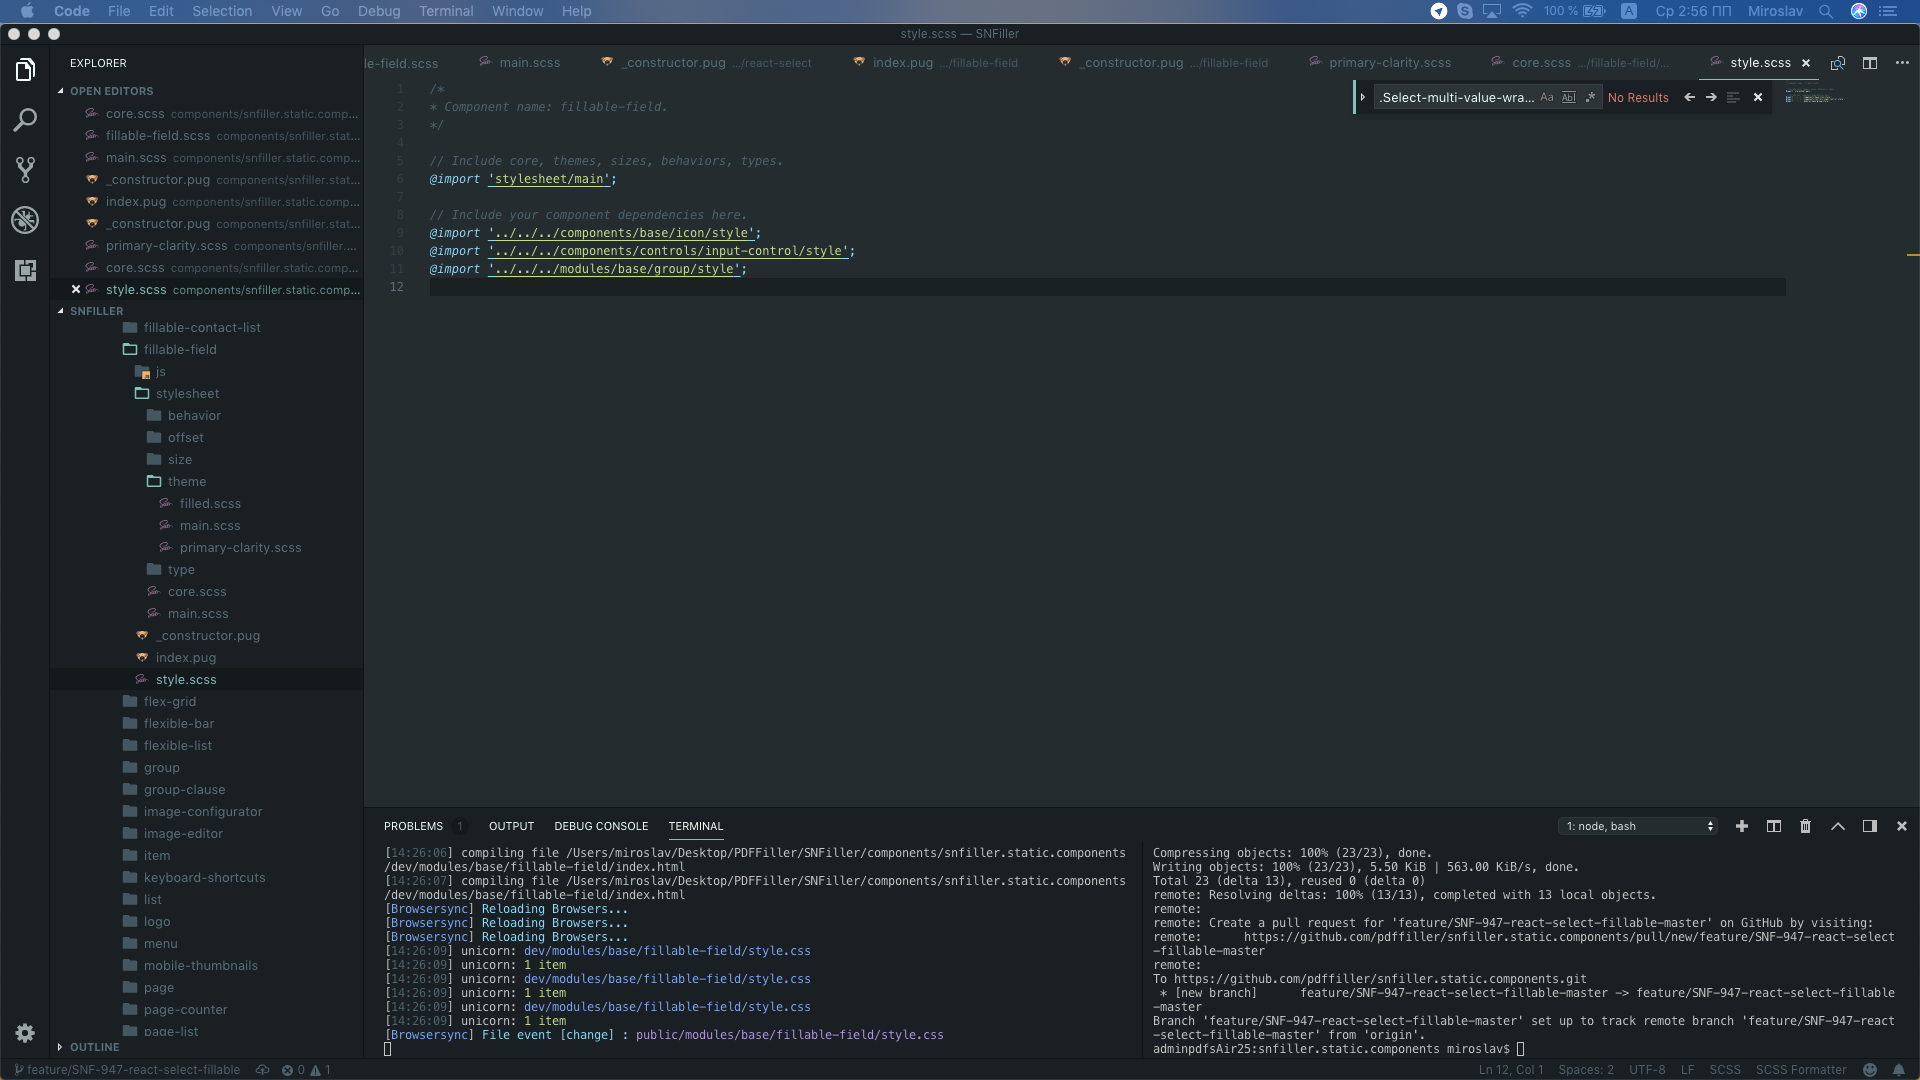 Code File Edit Selection View Go Debug Terminal Window Help
100 % A Ср 2:56 ПП Miroslav
style.scss — SNFiller
EXPLORER
OPEN EDITORS
core.scss components/snfiller.static.comp...
fillable-field.scss components/snfiller.stat...
main.scss components/snfiller.static.comp...
_constructor.pug components/snfiller.stat...
index.pug components/snfiller.static.comp...
_constructor.pug components/snfiller.stat...
primary-clarity.scss components/snfiller....
core.scss components/snfiller.static.comp...
style.scss components/snfiller.static.comp...
SNFILLER
fillable-contact-list
fillable-field
js
stylesheet
behavior
offset
size
theme
filled.scss
main.scss
primary-clarity.scss
type
core.scss
main.scss
_constructor.pug
index.pug
style.scss
flex-grid
flexible-bar
flexible-list
group
group-clause
image-configurator
image-editor
item
keyboard-shortcuts
list
logo
menu
mobile-thumbnails
page
page-counter
page-list
OUTLINE
le-field.scss main.scss _constructor.pug .../react-select index.pug .../fillable-field _constructor.pug .../fillable-field primary-clarity.scss core.scss .../fillable-field/... style.scss
.Select-multi-value-wra... Aa Abl .* No Results
1 /*
2 * Component name: fillable-field.
3 */
4
5 // Include core, themes, sizes, behaviors, types.
6 @import 'stylesheet/main';
7
8 // Include your component dependencies here.
9 @import '../../../components/base/icon/style';
10 @import '../../../components/controls/input-control/style';
11 @import '../../../modules/base/group/style';
12
PROBLEMS 1 OUTPUT DEBUG CONSOLE TERMINAL
1: node, bash
[14:26:06] compiling file /Users/miroslav/Desktop/PDFFiller/SNFiller/components/snfiller.static.components
/dev/modules/base/fillable-field/index.html
[14:26:07] compiling file /Users/miroslav/Desktop/PDFFiller/SNFiller/components/snfiller.static.components
/dev/modules/base/fillable-field/index.html
[Browsersync] Reloading Browsers...
[Browsersync] Reloading Browsers...
[Browsersync] Reloading Browsers...
[14:26:09] unicorn: dev/modules/base/fillable-field/style.css
[14:26:09] unicorn: 1 item
[14:26:09] unicorn: dev/modules/base/fillable-field/style.css
[14:26:09] unicorn: 1 item
[14:26:09] unicorn: dev/modules/base/fillable-field/style.css
[14:26:09] unicorn: 1 item
[Browsersync] File event [change] : public/modules/base/fillable-field/style.css
Compressing objects: 100% (23/23), done.
Writing objects: 100% (23/23), 5.50 KiB | 563.00 KiB/s, done.
Total 23 (delta 13), reused 0 (delta 0)
remote: Resolving deltas: 100% (13/13), completed with 13 local objects.
remote:
remote: Create a pull request for 'feature/SNF-947-react-select-fillable-master' on GitHub by visiting:
remote: https://github.com/pdffiller/snfiller.static.components/pull/new/feature/SNF-947-react-select
-fillable-master
remote:
To https://github.com/pdffiller/snfiller.static.components.git
* [new branch] feature/SNF-947-react-select-fillable-master -> feature/SNF-947-react-select-fillable
-master
Branch 'feature/SNF-947-react-select-fillable-master' set up to track remote branch 'feature/SNF-947-react
-select-fillable-master' from 'origin'.
adminpdfsAir25:snfiller.static.components miroslav$
feature/SNF-947-react-select-fillable 0 1
Ln 12, Col 1 Spaces: 2 UTF-8 LF SCSS SCSS Formatter